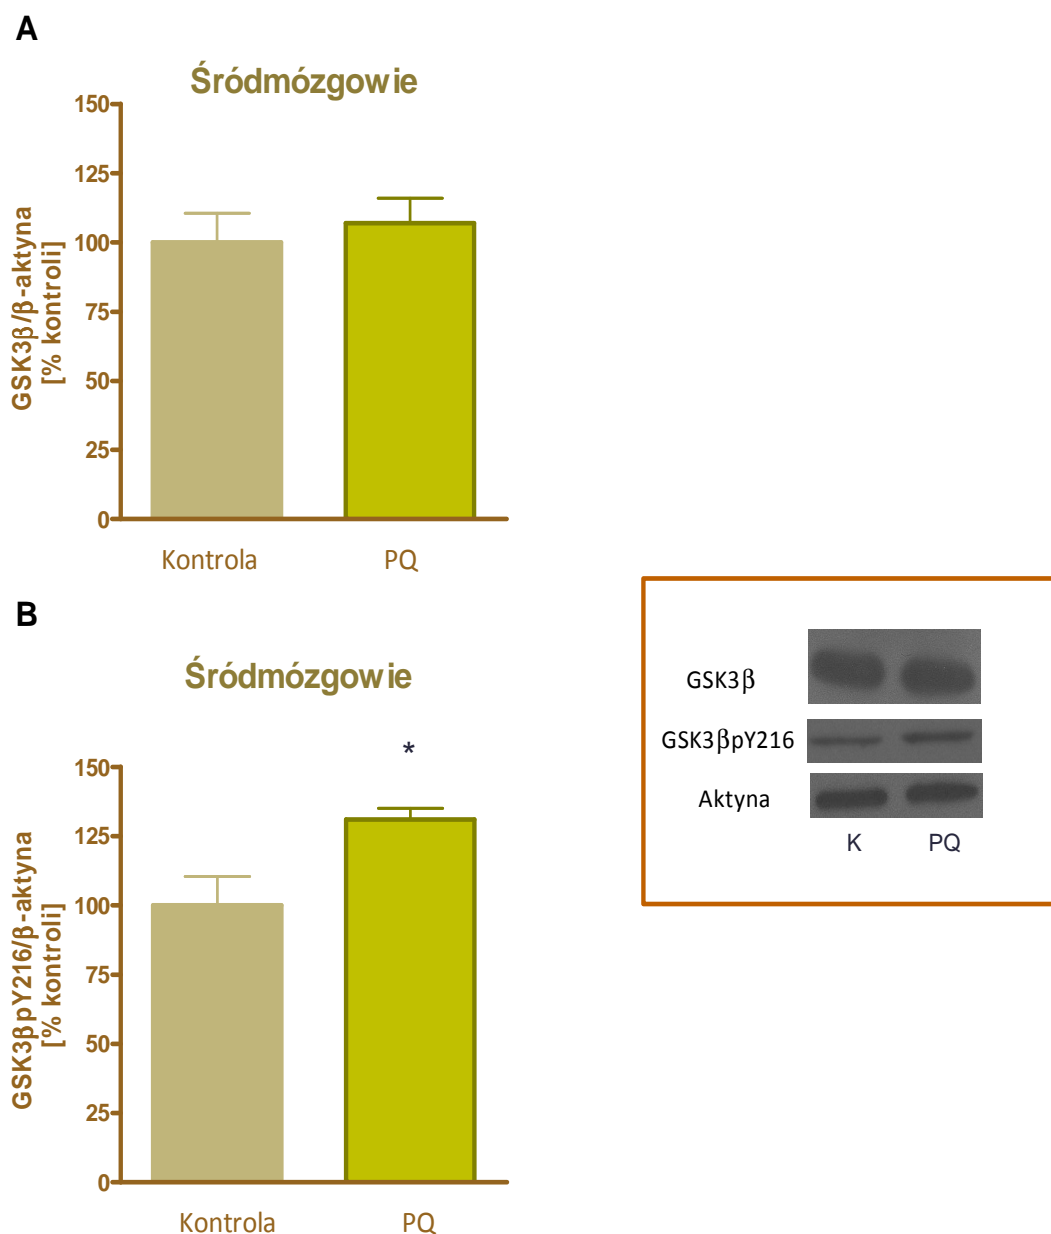 A
Śródmózgowie
GSK3β/β-aktyna
[% kontroli]
150
125
100
75
50
25
0
Kontrola PQ
B
Śródmózgowie
*
GSK3βpY216/β-aktyna
[% kontroli]
150
125
100
75
50
25
0
Kontrola PQ
GSK3β
GSK3βpY216
Aktyna
K PQ